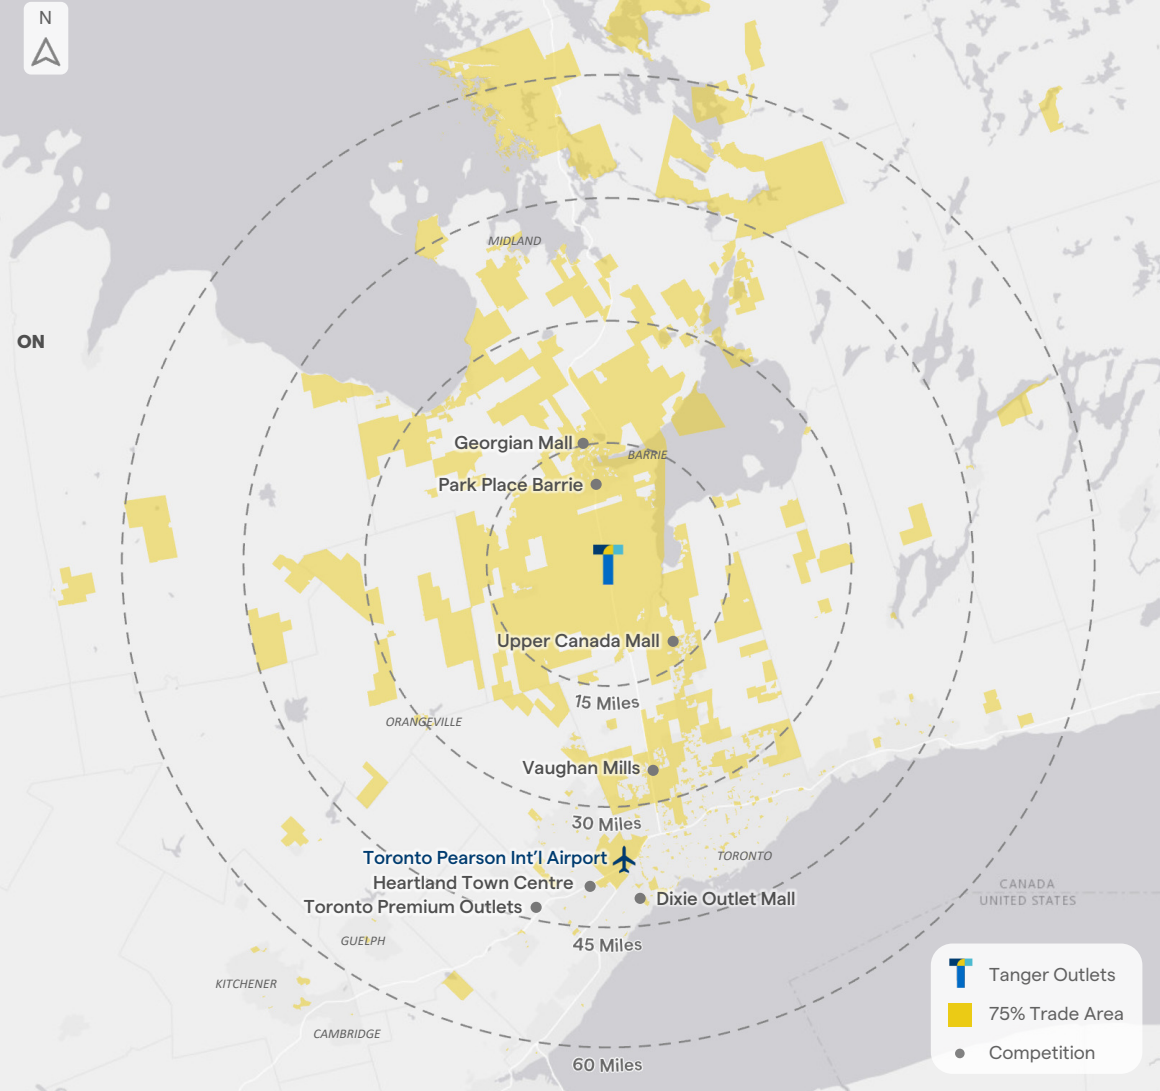 N
MIDLAND
ON
Georgian Mall
BARRIE
Park Place Barrie
Upper Canada Mall
15 Miles
ORANGEVILLE
Vaughan Mills
30 Miles
Toronto Pearson Int'l Airport
TORONTO
Heartland Town Centre
Toronto Premium Outlets
Dixie Outlet Mall
CANADA
UNITED STATES
GUELPH
45 Miles
KITCHENER
CAMBRIDGE
60 Miles
Tanger Outlets
75% Trade Area
Competition